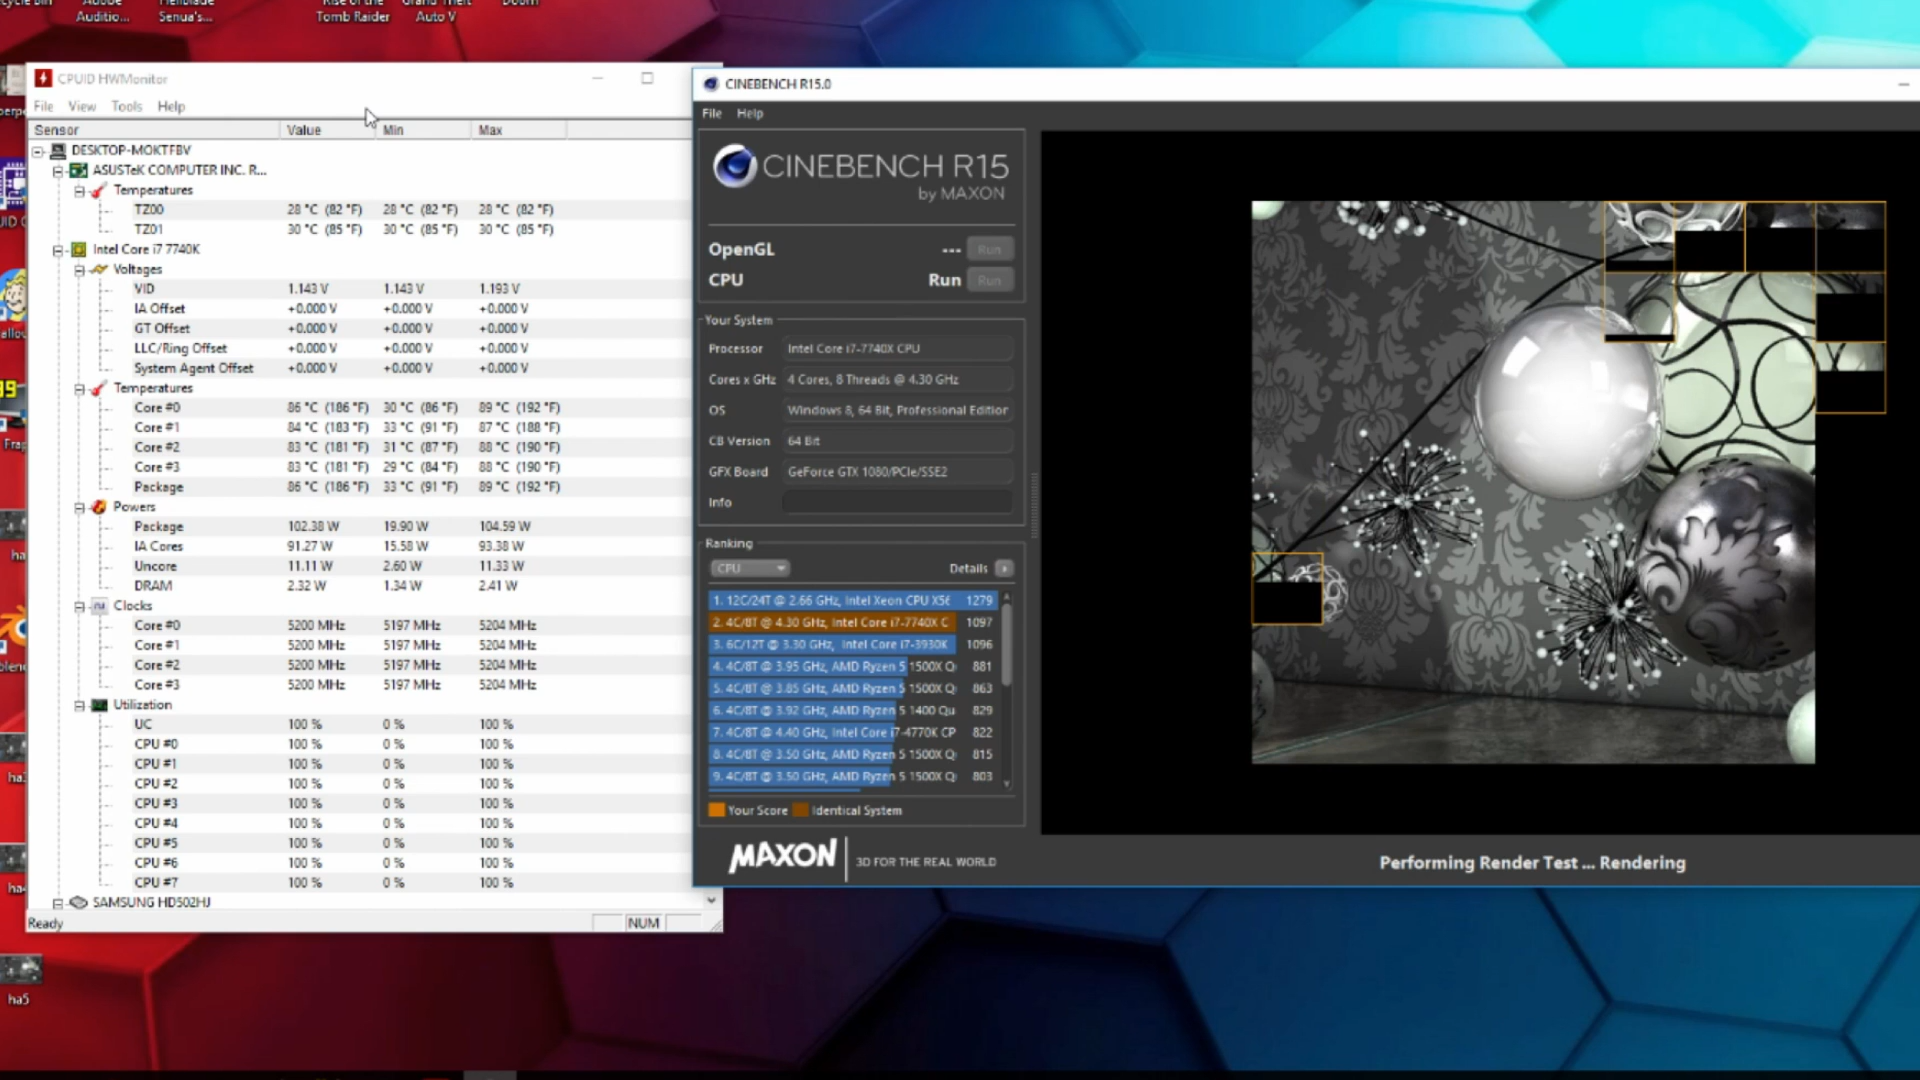 Adobe
Auditio...
Hellblade
Senua's...
Rise of the
Tomb Raider
Grand Theft
Auto V
Doom
CPUID HWMonitor
File View Tools Help
Sensor Value Min Max
DESKTOP-MOKTFBV
ASUSTeK COMPUTER INC. R...
Temperatures
TZ00 28 °C (82 °F) 28 °C (82 °F) 28 °C (82 °F)
TZ01 30 °C (85 °F) 30 °C (85 °F) 30 °C (85 °F)
Intel Core i7 7740K
Voltages
VID 1.143 V 1.143 V 1.193 V
IA Offset +0.000 V +0.000 V +0.000 V
GT Offset +0.000 V +0.000 V +0.000 V
LLC/Ring Offset +0.000 V +0.000 V +0.000 V
System Agent Offset +0.000 V +0.000 V +0.000 V
Temperatures
Core #0 86 °C (186 °F) 30 °C (86 °F) 89 °C (192 °F)
Core #1 84 °C (183 °F) 33 °C (91 °F) 87 °C (188 °F)
Core #2 83 °C (181 °F) 31 °C (87 °F) 88 °C (190 °F)
Core #3 83 °C (181 °F) 29 °C (84 °F) 88 °C (190 °F)
Package 86 °C (186 °F) 33 °C (91 °F) 89 °C (192 °F)
Powers
Package 102.38 W 19.90 W 104.59 W
IA Cores 91.27 W 15.58 W 93.38 W
Uncore 11.11 W 2.60 W 11.33 W
DRAM 2.32 W 1.34 W 2.41 W
Clocks
Core #0 5200 MHz 5197 MHz 5204 MHz
Core #1 5200 MHz 5197 MHz 5204 MHz
Core #2 5200 MHz 5197 MHz 5204 MHz
Core #3 5200 MHz 5197 MHz 5204 MHz
Utilization
UC 100 % 0 % 100 %
CPU #0 100 % 0 % 100 %
CPU #1 100 % 0 % 100 %
CPU #2 100 % 0 % 100 %
CPU #3 100 % 0 % 100 %
CPU #4 100 % 0 % 100 %
CPU #5 100 % 0 % 100 %
CPU #6 100 % 0 % 100 %
CPU #7 100 % 0 % 100 %
SAMSUNG HD502HJ
Ready NUM
ha5
CINEBENCH R15.0
File Help
CINEBENCH R15
by MAXON
OpenGL --- Run
CPU Run Run
Your System
Processor Intel Core i7-7740X CPU
Cores x GHz 4 Cores, 8 Threads @ 4.30 GHz
OS Windows 8, 64 Bit, Professional Edition
CB Version 64 Bit
GFX Board GeForce GTX 1080/PCIe/SSE2
Info
Ranking
CPU Details
1. 12C/24T @ 2.66 GHz, Intel Xeon CPU X56 1279
2. 4C/8T @ 4.30 GHz, Intel Core i7-7740X C 1097
3. 6C/12T @ 3.30 GHz, Intel Core i7-3930K 1096
4. 4C/8T @ 3.95 GHz, AMD Ryzen 5 1500X Q 881
5. 4C/8T @ 3.85 GHz, AMD Ryzen 5 1500X Q 863
6. 4C/8T @ 3.92 GHz, AMD Ryzen 5 1400 Qu 829
7. 4C/8T @ 4.40 GHz, Intel Core i7-4770K CP 822
8. 4C/8T @ 3.50 GHz, AMD Ryzen 5 1500X Q 815
9. 4C/8T @ 3.50 GHz, AMD Ryzen 5 1500X Q 803
Your Score Identical System
MAXON 3D FOR THE REAL WORLD
Performing Render Test ... Rendering